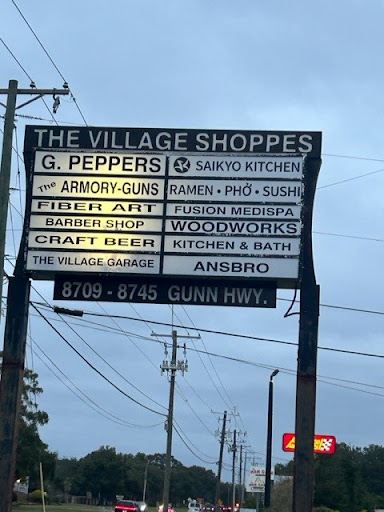 THE VILLAGE SHOPPES
G. PEPPERS
SAIKYO KITCHEN
The ARMORY-GUNS
RAMEN • PHỞ • SUSHI
FIBER ART
FUSION MEDISPA
BARBER SHOP
WOODWORKS
CRAFT BEER
KITCHEN & BATH
THE VILLAGE GARAGE
ANSBRO
8709 - 8745 GUNN HWY.